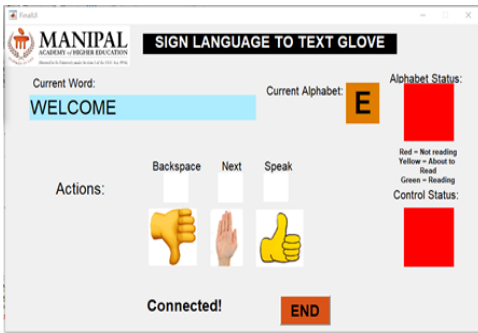 FinalUI
MANIPAL
ACADEMY of HIGHER EDUCATION
SIGN LANGUAGE TO TEXT GLOVE
Current Word:
WELCOME
Current Alphabet:
E
Alphabet Status:
Red = Not reading
Yellow = About to
Read
Green = Reading
Control Status:
Actions:
Backspace
Next
Speak
Connected!
END